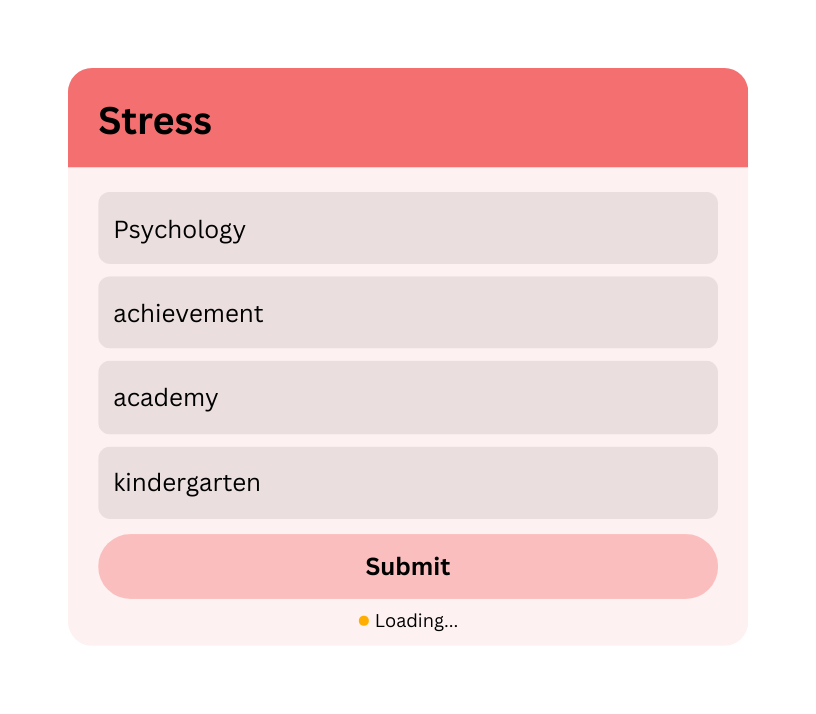 Stress
Psychology
achievement
academy
kindergarten
Submit
Loading...